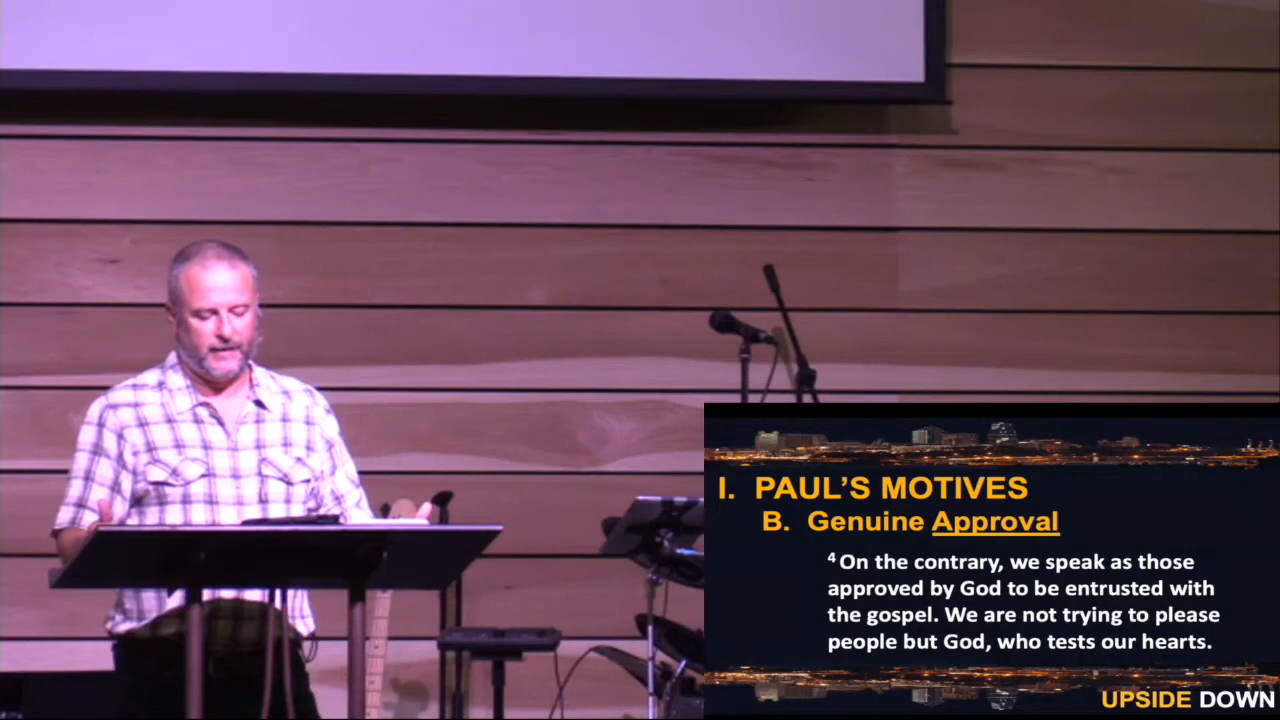 I. PAUL'S MOTIVES
B. Genuine Approval
4 On the contrary, we speak as those
approved by God to be entrusted with
the gospel. We are not trying to please
people but God, who tests our hearts.
UPSIDE DOWN